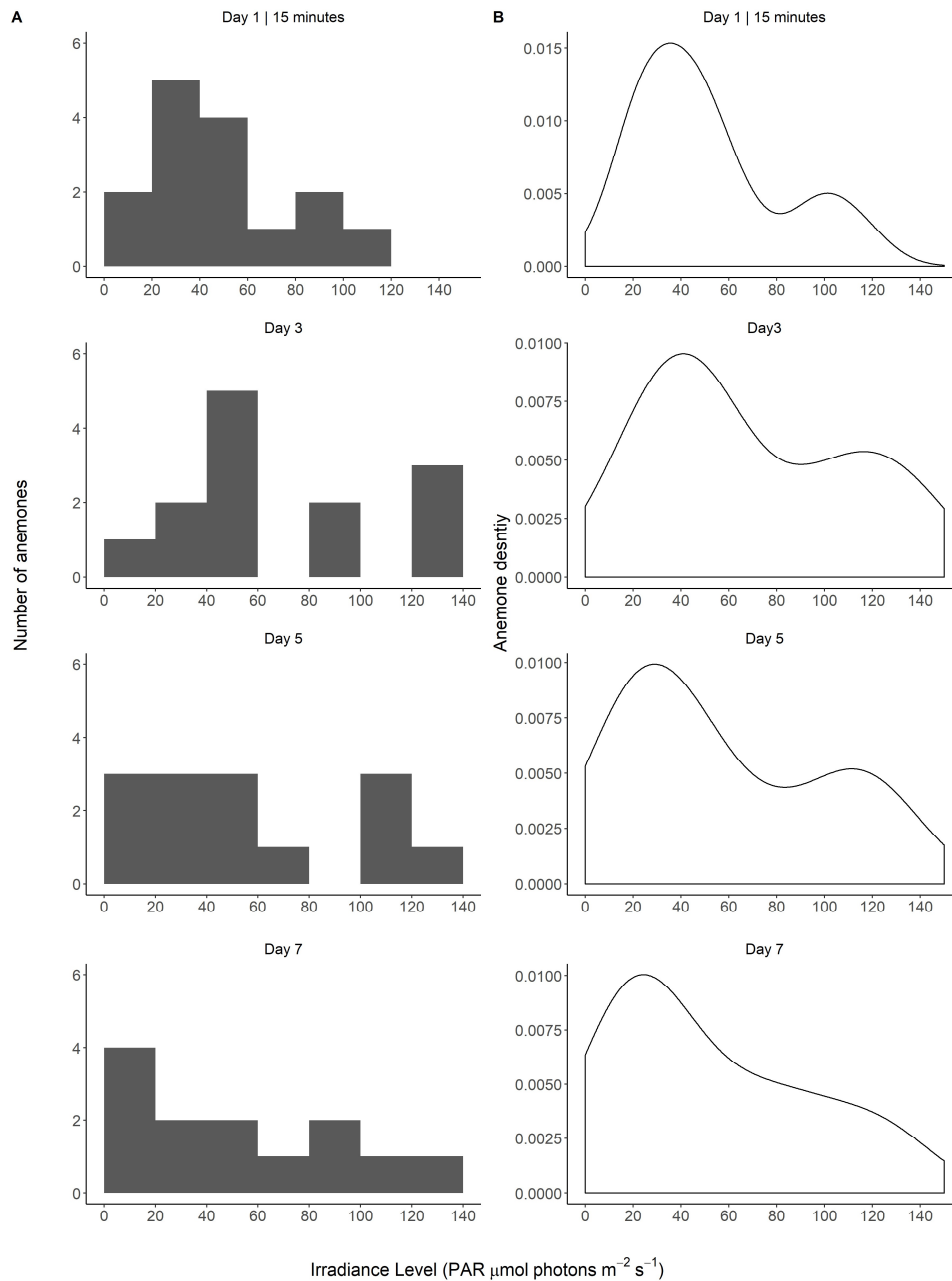 A
Day 1 | 15 minutes
6
4
2
0
0 20 40 60 80 100 120 140
B
Day 1 | 15 minutes
0.015
0.010
0.005
0.000
0 20 40 60 80 100 120 140
Day 3
6
4
2
0
0 20 40 60 80 100 120 140
Day3
0.0100
0.0075
0.0050
0.0025
0.0000
0 20 40 60 80 100 120 140
Number of anemones
Anemone desntiy
Day 5
6
4
2
0
0 20 40 60 80 100 120 140
Day 5
0.0100
0.0075
0.0050
0.0025
0.0000
0 20 40 60 80 100 120 140
Day 7
6
4
2
0
0 20 40 60 80 100 120 140
Day 7
0.0100
0.0075
0.0050
0.0025
0.0000
0 20 40 60 80 100 120 140
Irradiance Level (PAR μmol photons m⁻² s⁻¹)